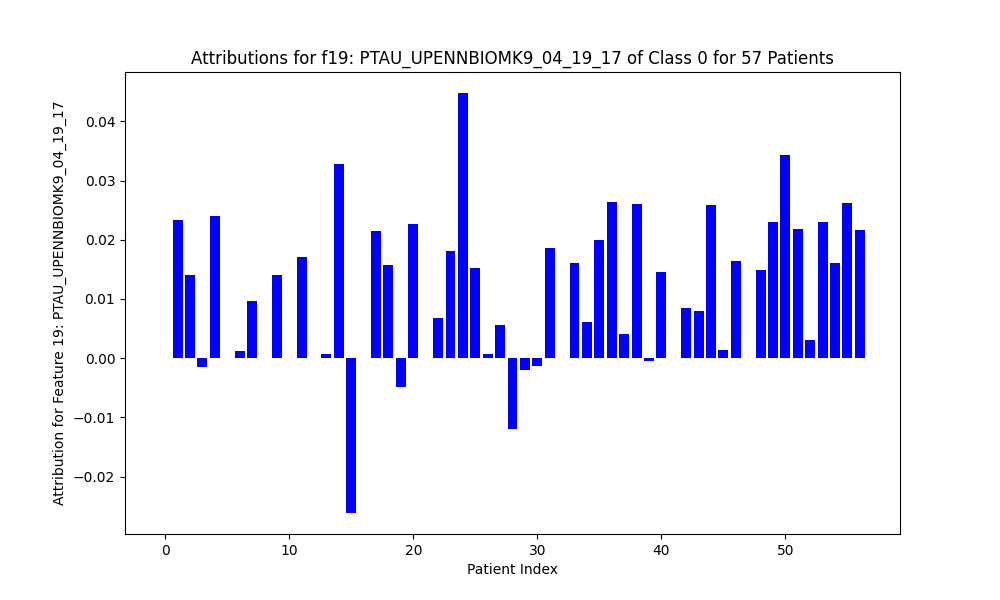 Attributions for f19: PTAU_UPENNBIOMK9_04_19_17 of Class 0 for 57 Patients
Attribution for Feature 19: PTAU_UPENNBIOMK9_04_19_17
0.04
0.03
0.02
0.01
0.00
−0.01
−0.02
0 10 20 30 40 50
Patient Index